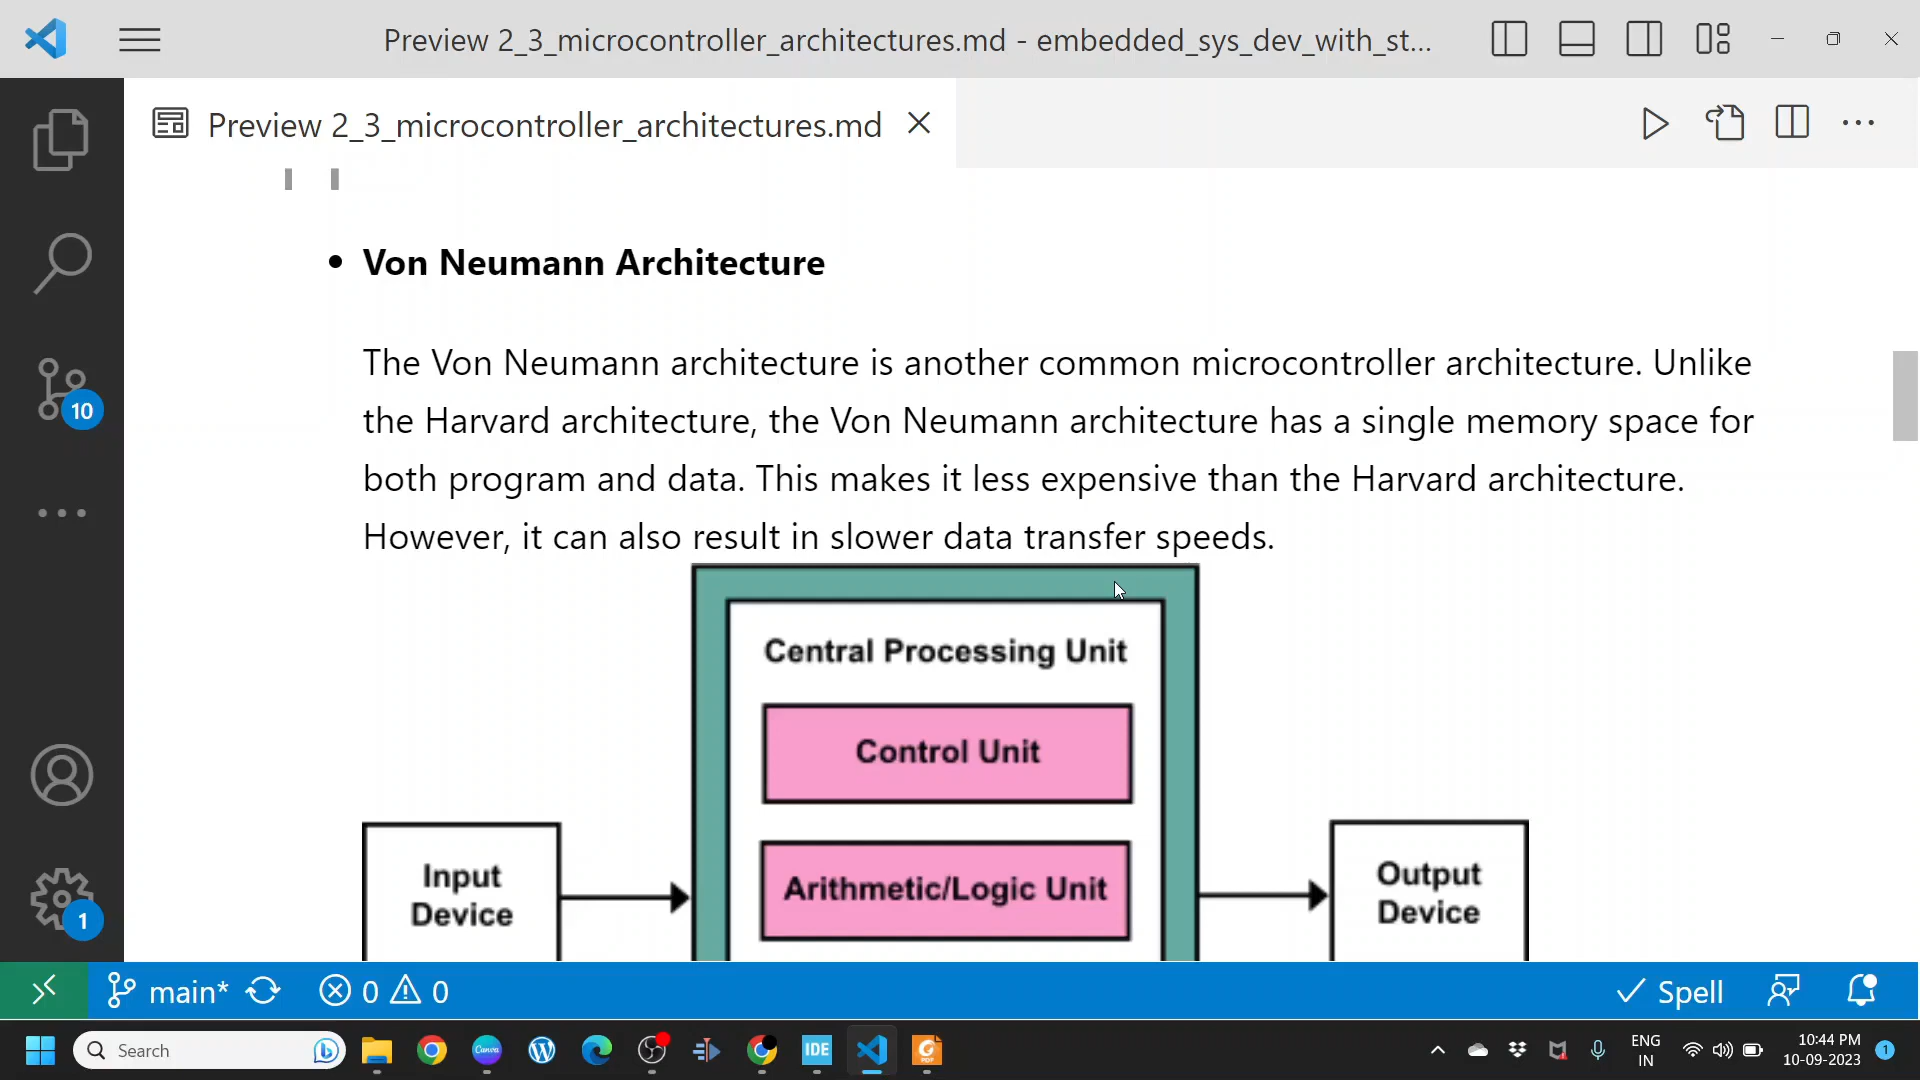 Preview 2_3_microcontroller_architectures.md - embedded_sys_dev_with_st...
Preview 2_3_microcontroller_architectures.md
Von Neumann Architecture
The Von Neumann architecture is another common microcontroller architecture. Unlike
the Harvard architecture, the Von Neumann architecture has a single memory space for
both program and data. This makes it less expensive than the Harvard architecture.
However, it can also result in slower data transfer speeds.
Central Processing Unit
Control Unit
Arithmetic/Logic Unit
Input
Device
Output
Device
10
1
main*
0
0
Spell
Search
Canva
IDE
PDF
ENG
IN
10:44 PM
10-09-2023
1